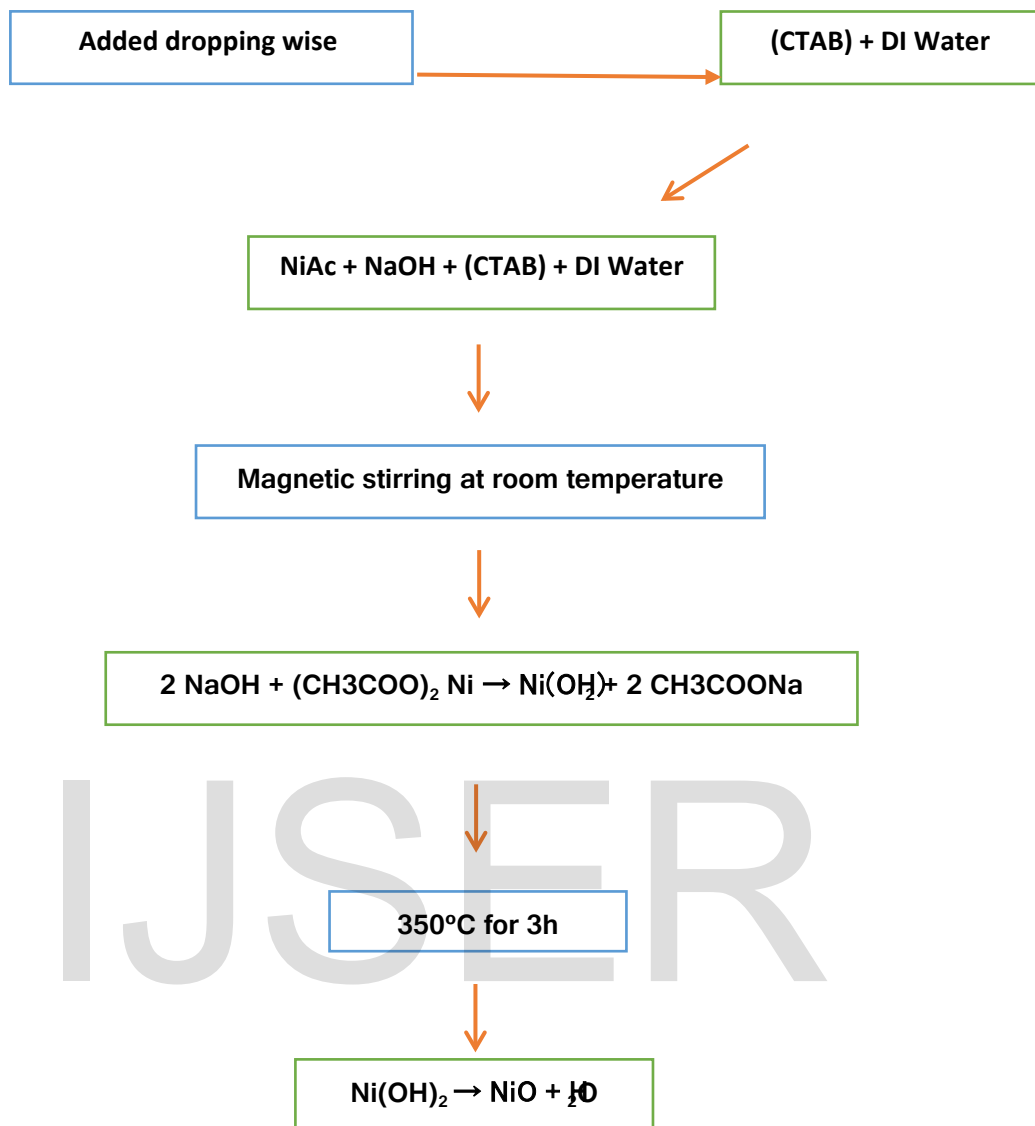 Added dropping wise
(CTAB) + DI Water
NiAc + NaOH + (CTAB) + DI Water
Magnetic stirring at room temperature
2 NaOH + (CH3COO)₂ Ni → Ni(OH)₂ + 2 CH3COONa
IJSER
350ºC for 3h
Ni(OH)₂ → NiO + H₂O